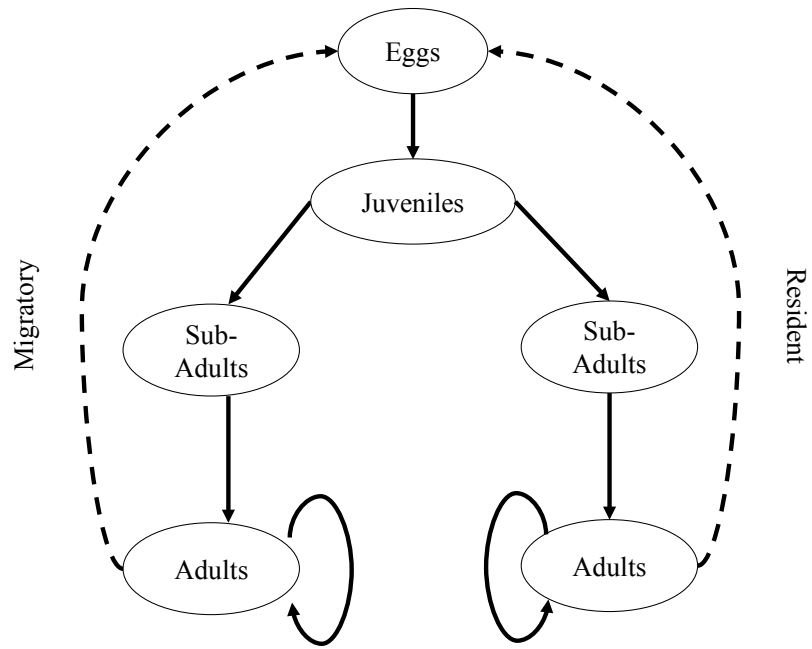 Eggs
Juveniles
Migratory
Resident
Sub-
Adults
Sub-
Adults
Adults
Adults